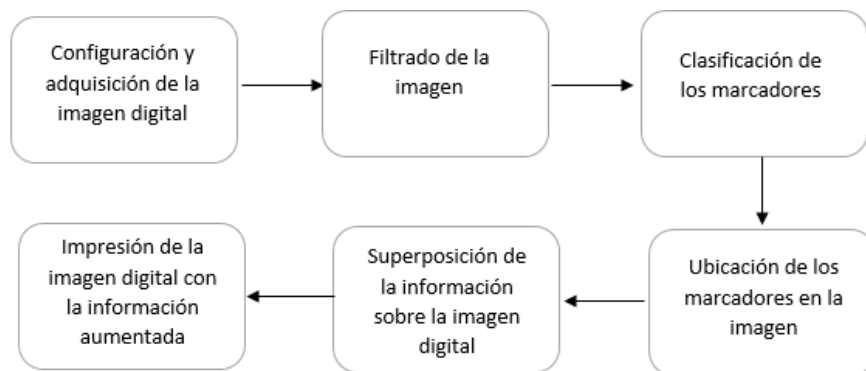 Configuración y
adquisición de la
imagen digital
Filtrado de la
imagen
Clasificación de
los marcadores
Ubicación de los
marcadores en la
imagen
Superposición de
la información
sobre la imagen
digital
Impresión de la
imagen digital con
la información
aumentada